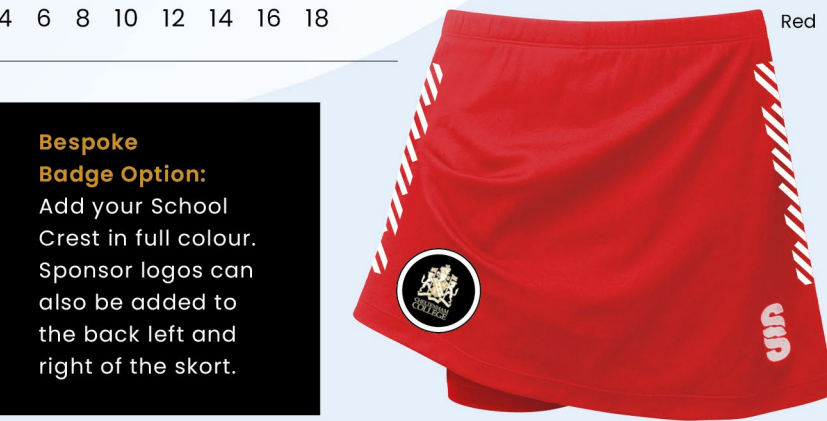 4 6 8 10 12 14 16 18
Red
Bespoke
Badge Option:
Add your School
Crest in full colour.
Sponsor logos can
also be added to
the back left and
right of the skort.
CHELTENHAM
COLLEGE